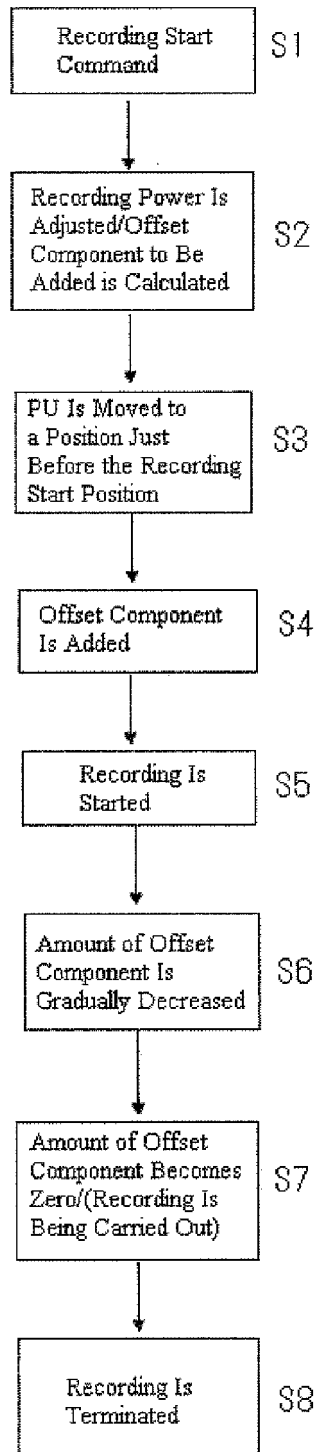 Recording Start
Command
S1
Recording Power Is
Adjusted/Offset
Component to Be
Added is Calculated
S2
PU Is Moved to
a Position Just
Before the Recording
Start Position
S3
Offset Component
Is Added
S4
Recording Is
Started
S5
Amount of Offset
Component Is
Gradually Decreased
S6
Amount of Offset
Component Becomes
Zero/(Recording Is
Being Carried Out)
S7
Recording Is
Terminated
S8